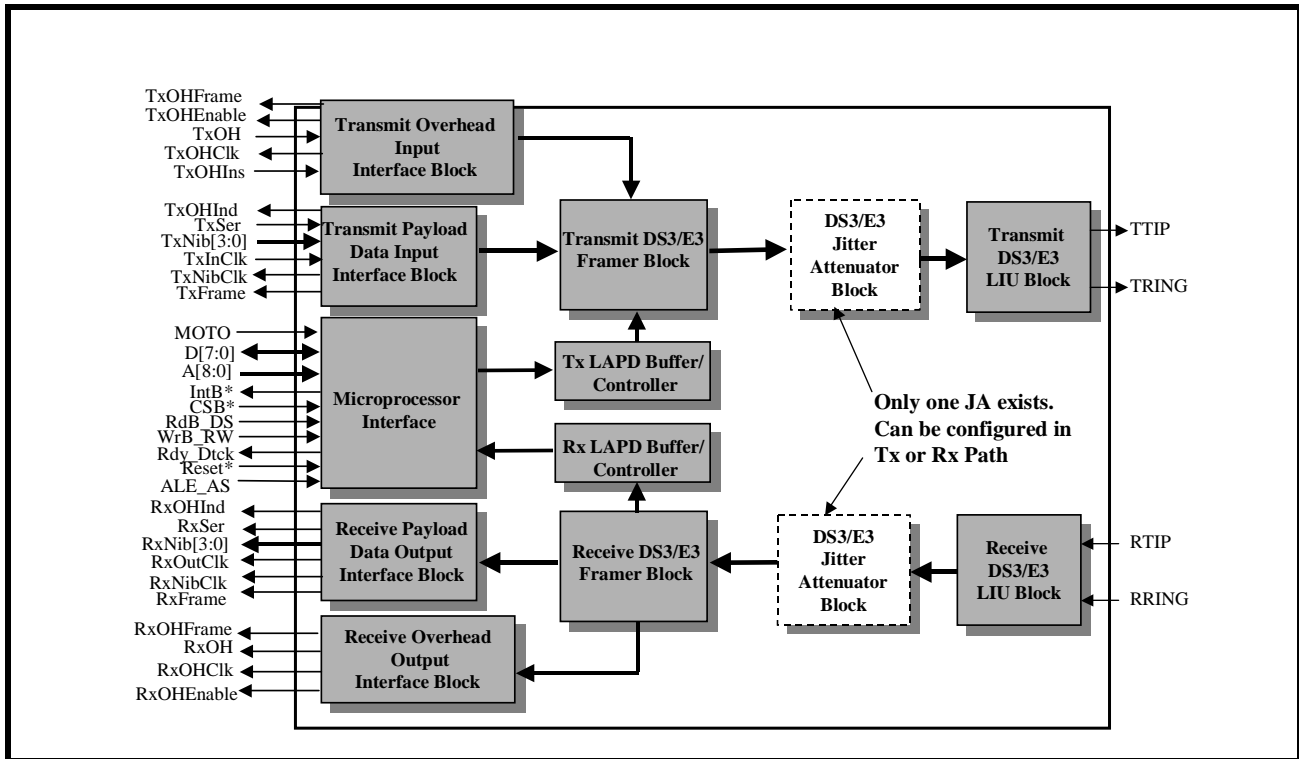 TxOHFrame
TxOHEnable
TxOH
TxOHClk
TxOHIns
Transmit Overhead
Input
Interface Block
TxOHInd
TxSer
TxNib[3:0]
TxInClk
TxNibClk
TxFrame
Transmit Payload
Data Input
Interface Block
Transmit DS3/E3
Framer Block
DS3/E3
Jitter
Attenuator
Block
Transmit
DS3/E3
LIU Block
TTIP
TRING
MOTO
D[7:0]
A[8:0]
IntB*
CSB*
RdB_DS
WrB_RW
Rdy_Dtck
Reset*
ALE_AS
Microprocessor
Interface
Tx LAPD Buffer/
Controller
Rx LAPD Buffer/
Controller
Only one JA exists.
Can be configured in
Tx or Rx Path
RxOHInd
RxSer
RxNib[3:0]
RxOutClk
RxNibClk
RxFrame
Receive Payload
Data Output
Interface Block
Receive DS3/E3
Framer Block
DS3/E3
Jitter
Attenuator
Block
Receive
DS3/E3
LIU Block
RTIP
RRING
RxOHFrame
RxOH
RxOHClk
RxOHEnable
Receive Overhead
Output
Interface Block